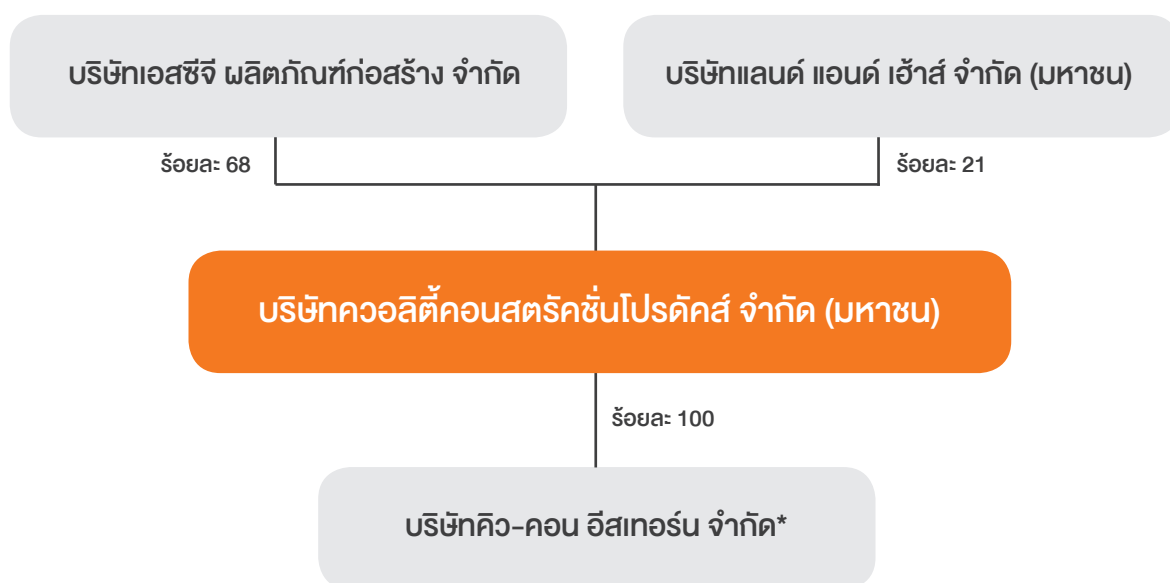 บริษัทเอสซีจี ผลิตภัณฑ์ก่อสร้าง จำกัด
บริษัทแลนด์ แอนด์ เฮ้าส์ จำกัด (มหาชน)
ร้อยละ 68
ร้อยละ 21
บริษัทควอลิตี้คอนสตรัคชั่นโปรดัคส์ จำกัด (มหาชน)
ร้อยละ 100
บริษัทคิว-คอน อีสเทอร์น จำกัด*